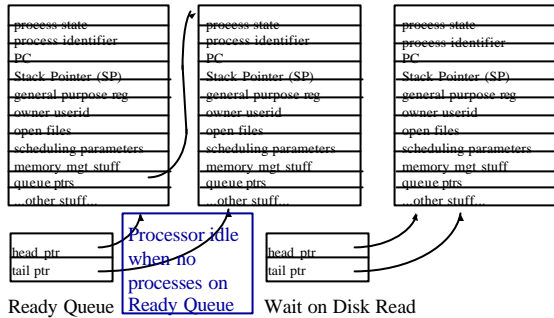 process state
process identifier
PC
Stack Pointer (SP)
general purpose reg
owner userid
open files
scheduling parameters
memory mgt stuff
queue ptrs
...other stuff...
process state
process identifier
PC
Stack Pointer (SP)
general purpose reg
owner userid
open files
scheduling parameters
memory mgt stuff
queue ptrs
...other stuff...
process state
process identifier
PC
Stack Pointer (SP)
general purpose reg
owner userid
open files
scheduling parameters
memory mgt stuff
queue ptrs
...other stuff...
head ptr
tail ptr
Ready Queue
Processor idle
when no
processes on
Ready Queue
head ptr
tail ptr
Wait on Disk Read